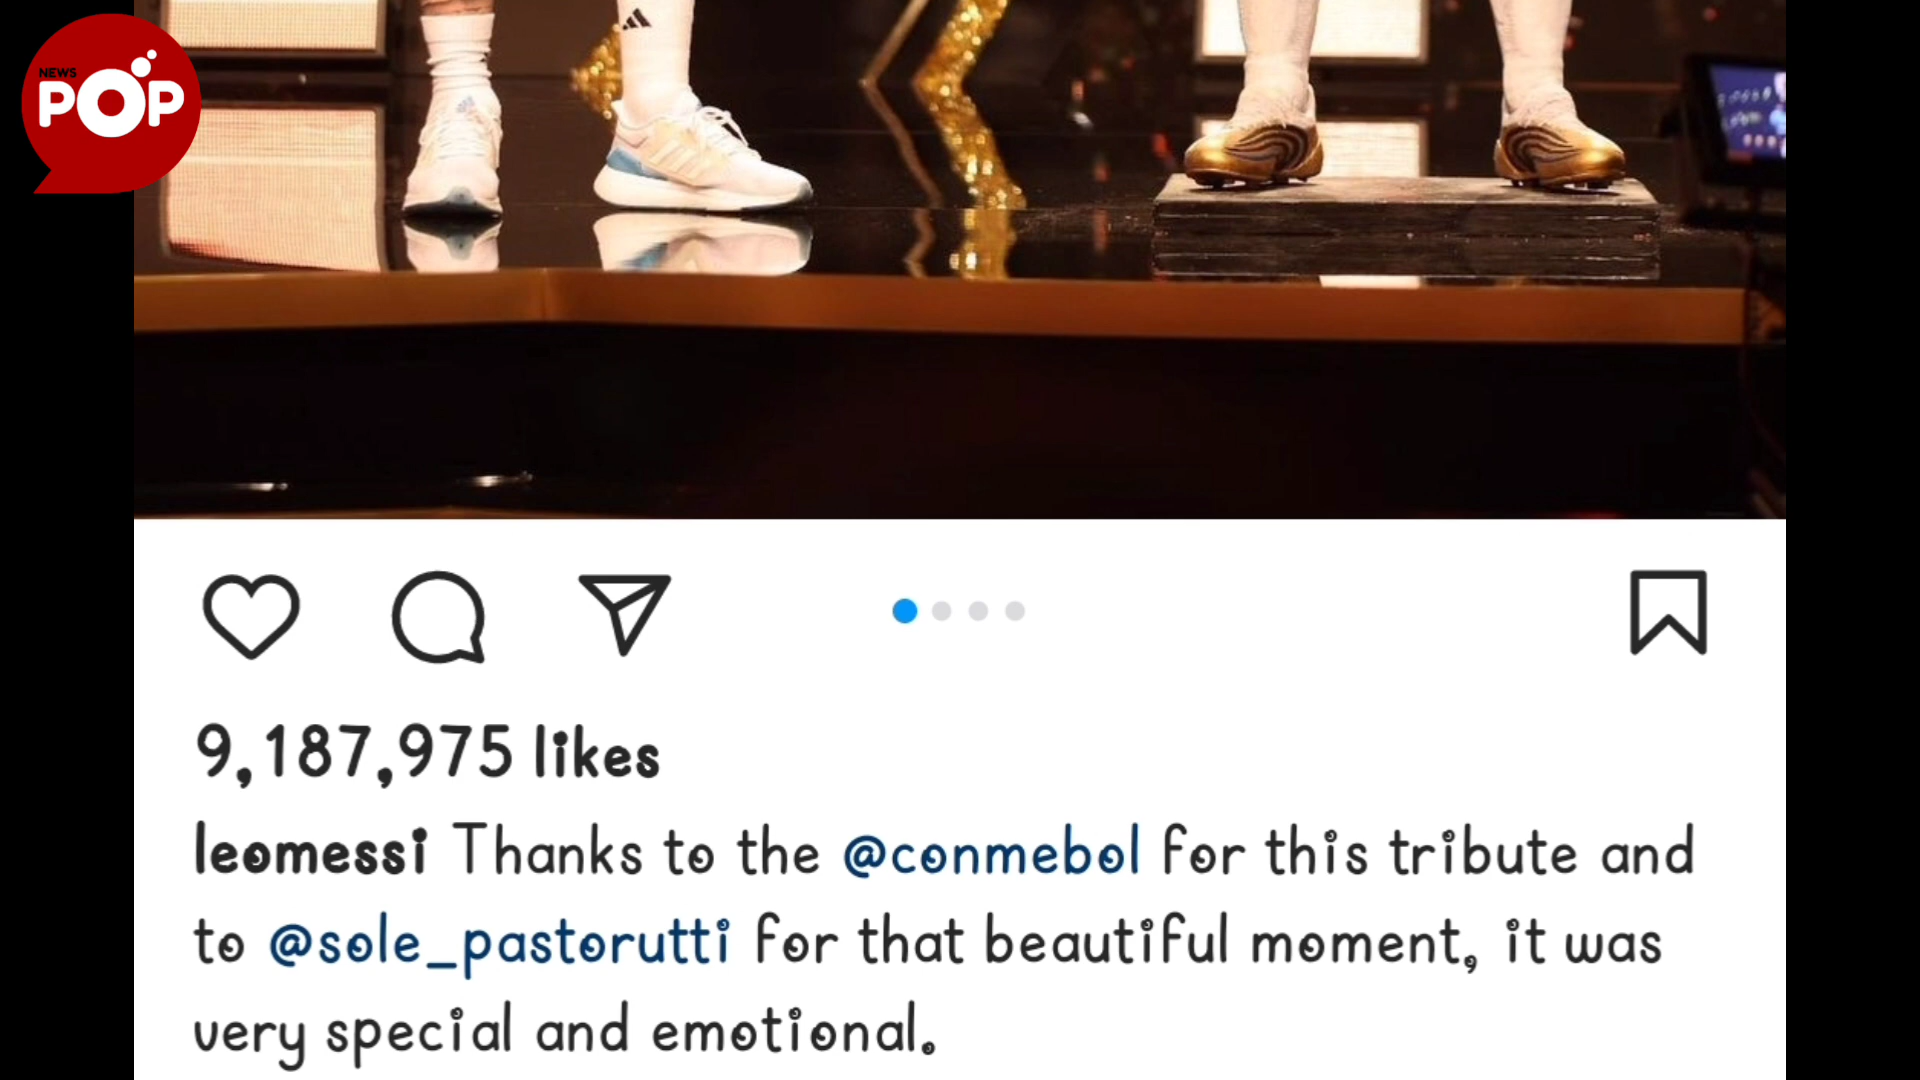 NEWS
POP
9,187,975 likes
leomessi Thanks to the @conmebol for this tribute and
to @sole_pastorutti for that beautiful moment, it was
very special and emotional.